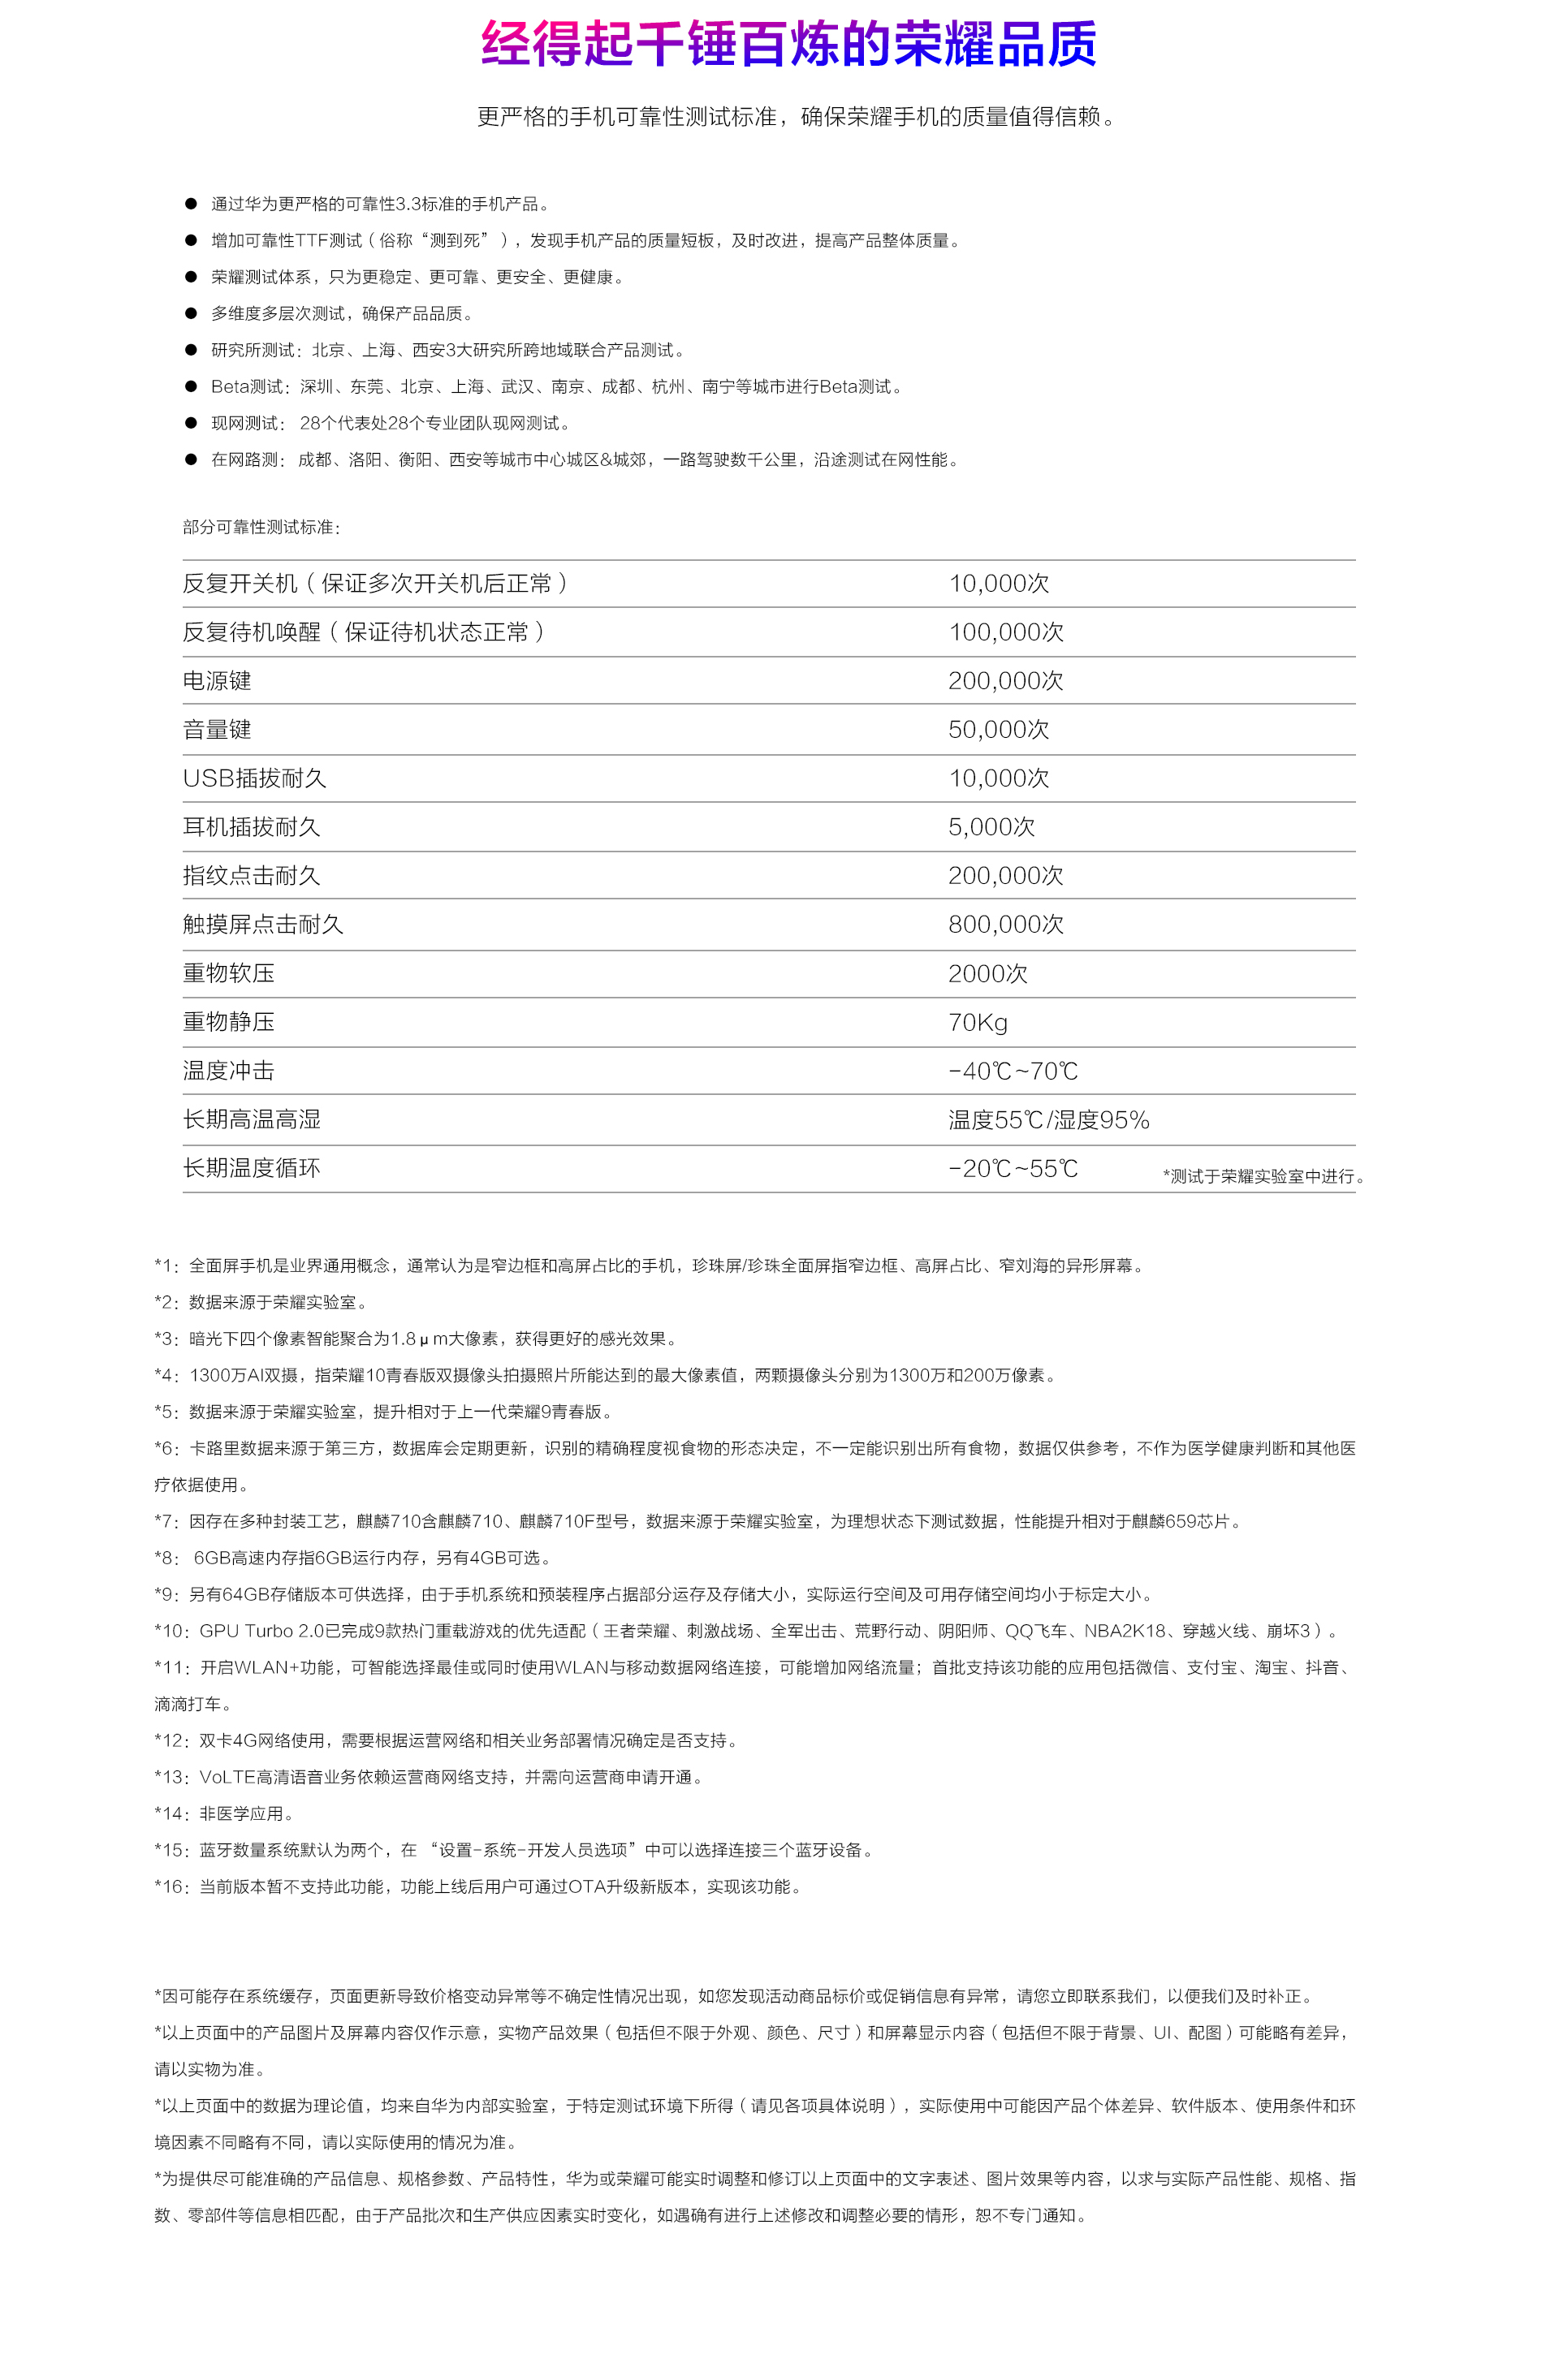 经得起千锤百炼的荣耀品质
更严格的手机可靠性测试标准，确保荣耀手机的质量值得信赖。
● 通过华为更严格的可靠性3.3标准的手机产品。
● 增加可靠性TTF测试（俗称“测到死”），发现手机产品的质量短板，及时改进，提高产品整体质量。
● 荣耀测试体系，只为更稳定、更可靠、更安全、更健康。
● 多维度多层次测试，确保产品品质。
● 研究所测试：北京、上海、西安3大研究所跨地域联合产品测试。
● Beta测试：深圳、东莞、北京、上海、武汉、南京、成都、杭州、南宁等城市进行Beta测试。
● 现网测试： 28个代表处28个专业团队现网测试。
● 在网路测： 成都、洛阳、衡阳、西安等城市中心城区&城郊，一路驾驶数千公里，沿途测试在网性能。
部分可靠性测试标准：
反复开关机（保证多次开关机后正常） 10,000次
反复待机唤醒（保证待机状态正常） 100,000次
电源键 200,000次
音量键 50,000次
USB插拔耐久 10,000次
耳机插拔耐久 5,000次
指纹点击耐久 200,000次
触摸屏点击耐久 800,000次
重物软压 2000次
重物静压 70Kg
温度冲击 -40℃~70℃
长期高温高湿 温度55℃/湿度95%
长期温度循环 -20℃~55℃ *测试于荣耀实验室中进行。
*1：全面屏手机是业界通用概念，通常认为是窄边框和高屏占比的手机，珍珠屏/珍珠全面屏指窄边框、高屏占比、窄刘海的异形屏幕。
*2：数据来源于荣耀实验室。
*3：暗光下四个像素智能聚合为1.8μm大像素，获得更好的感光效果。
*4：1300万AI双摄，指荣耀10青春版双摄像头拍摄照片所能达到的最大像素值，两颗摄像头分别为1300万和200万像素。
*5：数据来源于荣耀实验室，提升相对于上一代荣耀9青春版。
*6：卡路里数据来源于第三方，数据库会定期更新，识别的精确程度视食物的形态决定，不一定能识别出所有食物，数据仅供参考，不作为医学健康判断和其他医
疗依据使用。
*7：因存在多种封装工艺，麒麟710含麒麟710、麒麟710F型号，数据来源于荣耀实验室，为理想状态下测试数据，性能提升相对于麒麟659芯片。
*8： 6GB高速内存指6GB运行内存，另有4GB可选。
*9：另有64GB存储版本可供选择，由于手机系统和预装程序占据部分运存及存储大小，实际运行空间及可用存储空间均小于标定大小。
*10：GPU Turbo 2.0已完成9款热门重载游戏的优先适配（王者荣耀、刺激战场、全军出击、荒野行动、阴阳师、QQ飞车、NBA2K18、穿越火线、崩坏3）。
*11：开启WLAN+功能，可智能选择最佳或同时使用WLAN与移动数据网络连接，可能增加网络流量；首批支持该功能的应用包括微信、支付宝、淘宝、抖音、
滴滴打车。
*12：双卡4G网络使用，需要根据运营网络和相关业务部署情况确定是否支持。
*13：VoLTE高清语音业务依赖运营商网络支持，并需向运营商申请开通。
*14：非医学应用。
*15：蓝牙数量系统默认为两个，在 “设置-系统-开发人员选项”中可以选择连接三个蓝牙设备。
*16：当前版本暂不支持此功能，功能上线后用户可通过OTA升级新版本，实现该功能。
*因可能存在系统缓存，页面更新导致价格变动异常等不确定性情况出现，如您发现活动商品标价或促销信息有异常，请您立即联系我们，以便我们及时补正。
*以上页面中的产品图片及屏幕内容仅作示意，实物产品效果（包括但不限于外观、颜色、尺寸）和屏幕显示内容（包括但不限于背景、UI、配图）可能略有差异，
请以实物为准。
*以上页面中的数据为理论值，均来自华为内部实验室，于特定测试环境下所得（请见各项具体说明），实际使用中可能因产品个体差异、软件版本、使用条件和环
境因素不同略有不同，请以实际使用的情况为准。
*为提供尽可能准确的产品信息、规格参数、产品特性，华为或荣耀可能实时调整和修订以上页面中的文字表述、图片效果等内容，以求与实际产品性能、规格、指
数、零部件等信息相匹配，由于产品批次和生产供应因素实时变化，如遇确有进行上述修改和调整必要的情形，恕不专门通知。